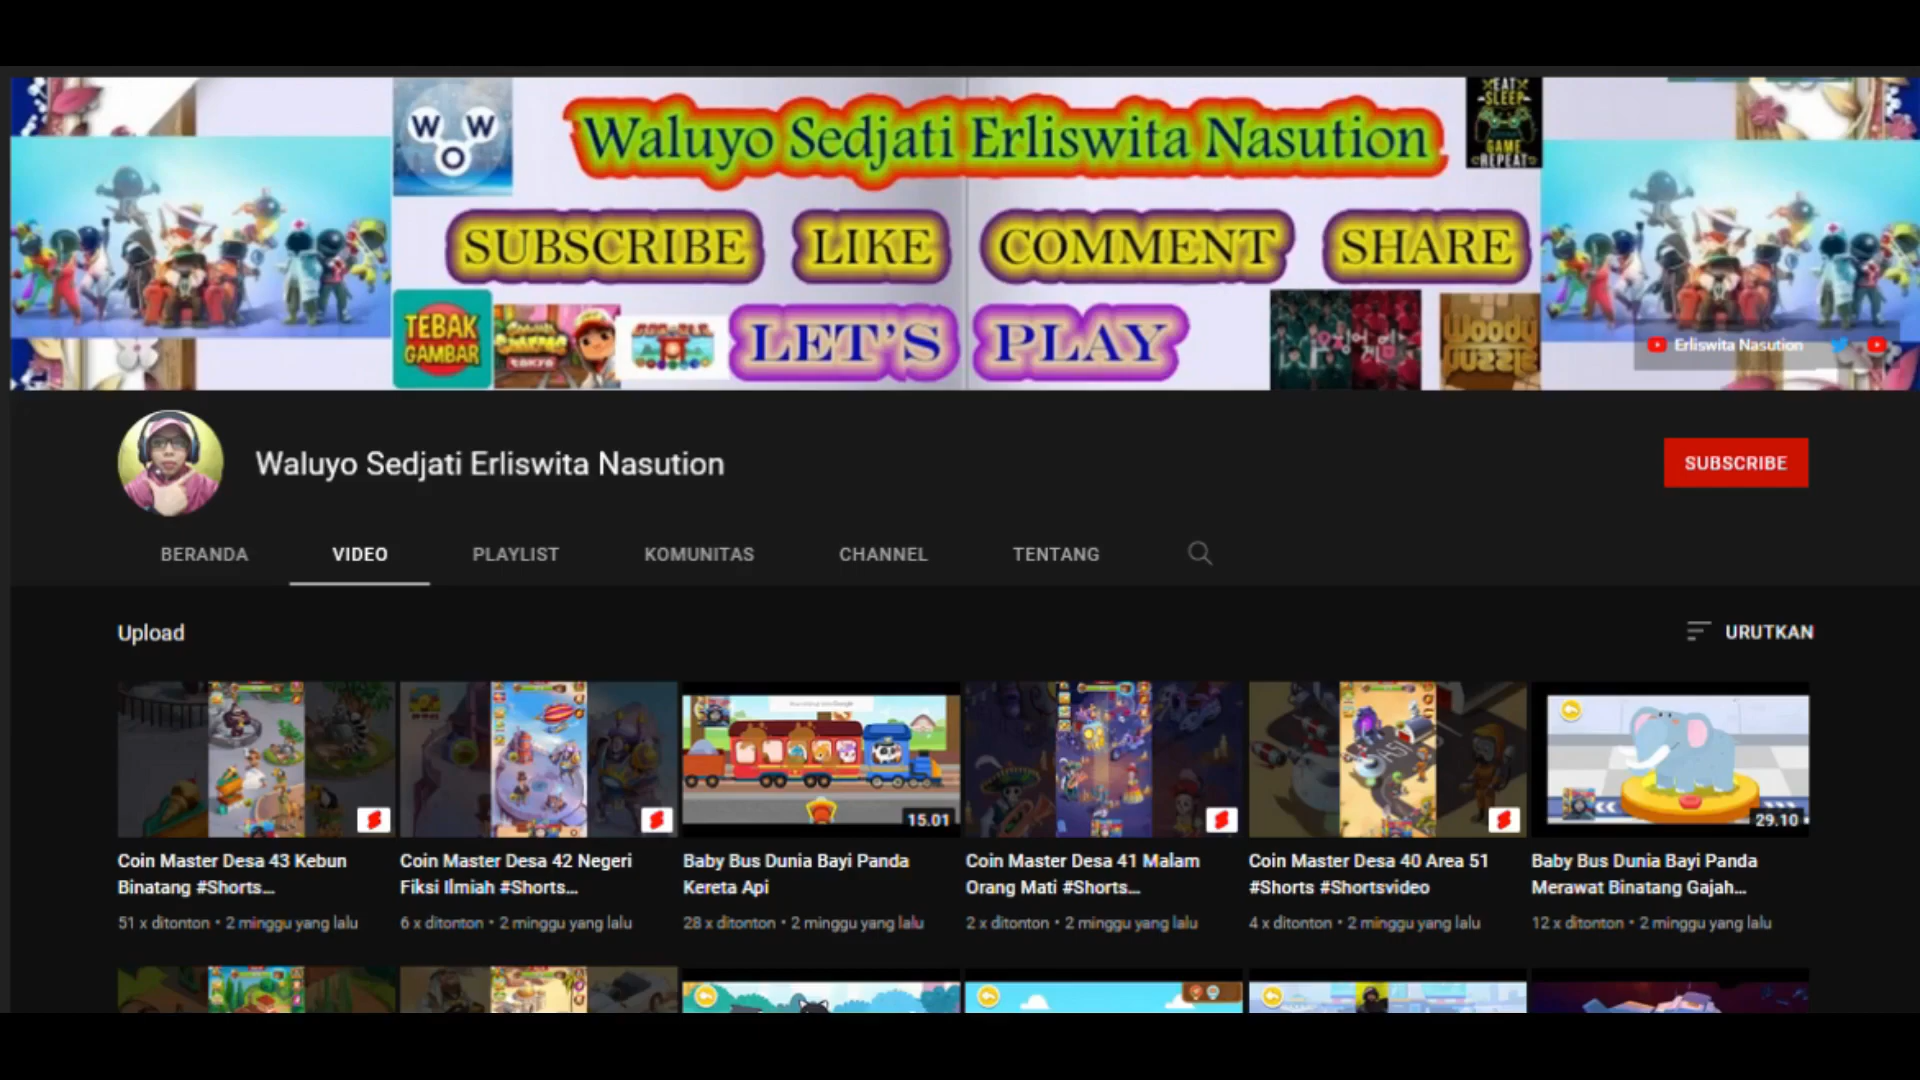 W W
O
Waluyo Sedjati Erliswita Nasution
EAT
SLEEP
GAME
REPEAT
SUBSCRIBE LIKE COMMENT SHARE
TEBAK
GAMBAR
TOKYO
LET'S PLAY
Woody
PUZZLE
Erliswita Nasution
Waluyo Sedjati Erliswita Nasution
SUBSCRIBE
BERANDA VIDEO PLAYLIST KOMUNITAS CHANNEL TENTANG
Upload
URUTKAN
15.01
29.10
Coin Master Desa 43 Kebun
Binatang #Shorts...
51 x ditonton • 2 minggu yang lalu
Coin Master Desa 42 Negeri
Fiksi Ilmiah #Shorts...
6 x ditonton • 2 minggu yang lalu
Baby Bus Dunia Bayi Panda
Kereta Api
28 x ditonton • 2 minggu yang lalu
Coin Master Desa 41 Malam
Orang Mati #Shorts...
2 x ditonton • 2 minggu yang lalu
Coin Master Desa 40 Area 51
#Shorts #Shortsvideo
4 x ditonton • 2 minggu yang lalu
Baby Bus Dunia Bayi Panda
Merawat Binatang Gajah...
12 x ditonton • 2 minggu yang lalu